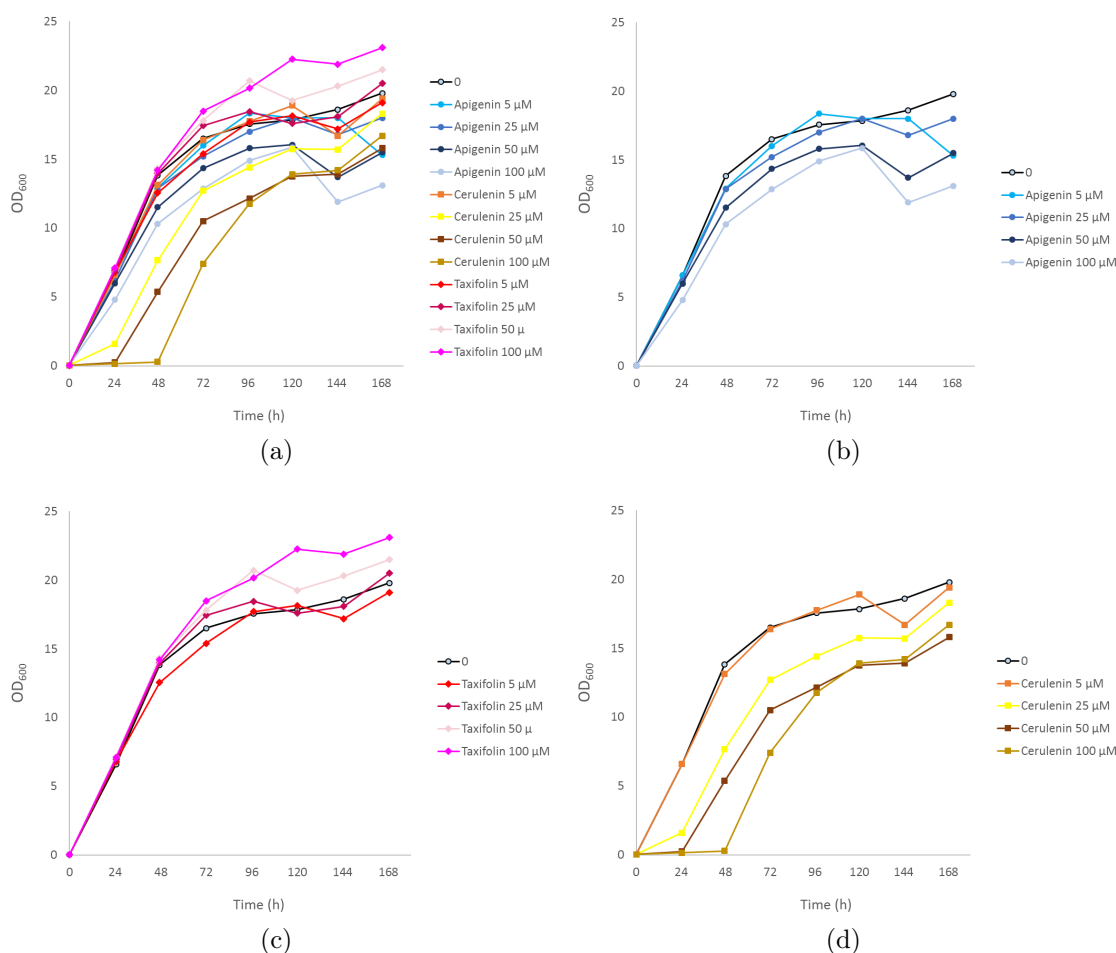 25
20
15
10
5
0
OD600
0 24 48 72 96 120 144 168
Time (h)
0
Apigenin 5 µM
Apigenin 25 µM
Apigenin 50 µM
Apigenin 100 µM
Cerulenin 5 µM
Cerulenin 25 µM
Cerulenin 50 µM
Cerulenin 100 µM
Taxifolin 5 µM
Taxifolin 25 µM
Taxifolin 50 µ
Taxifolin 100 µM
(a)
25
20
15
10
5
0
OD600
0 24 48 72 96 120 144 168
Time (h)
0
Apigenin 5 µM
Apigenin 25 µM
Apigenin 50 µM
Apigenin 100 µM
(b)
25
20
15
10
5
0
OD600
0 24 48 72 96 120 144 168
Time (h)
0
Taxifolin 5 µM
Taxifolin 25 µM
Taxifolin 50 µ
Taxifolin 100 µM
(c)
25
20
15
10
5
0
OD600
0 24 48 72 96 120 144 168
Time (h)
0
Cerulenin 5 µM
Cerulenin 25 µM
Cerulenin 50 µM
Cerulenin 100 µM
(d)